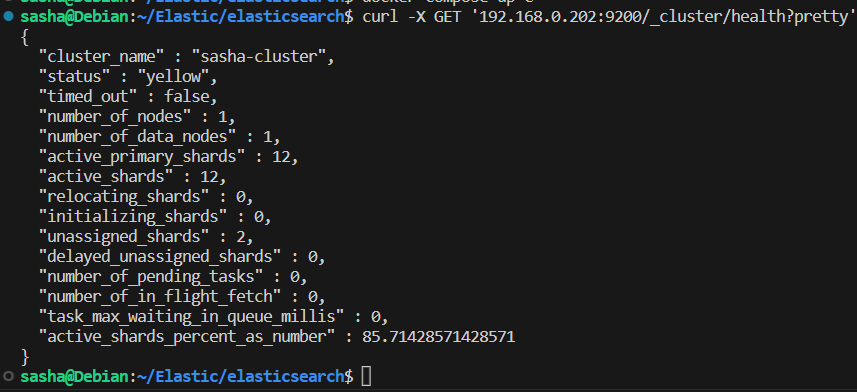 sasha@Debian:~/Elastic/elasticsearch$ curl -X GET '192.168.0.202:9200/_cluster/health?pretty'
{
  "cluster_name" : "sasha-cluster",
  "status" : "yellow",
  "timed_out" : false,
  "number_of_nodes" : 1,
  "number_of_data_nodes" : 1,
  "active_primary_shards" : 12,
  "active_shards" : 12,
  "relocating_shards" : 0,
  "initializing_shards" : 0,
  "unassigned_shards" : 2,
  "delayed_unassigned_shards" : 0,
  "number_of_pending_tasks" : 0,
  "number_of_in_flight_fetch" : 0,
  "task_max_waiting_in_queue_millis" : 0,
  "active_shards_percent_as_number" : 85.71428571428571
}
sasha@Debian:~/Elastic/elasticsearch$